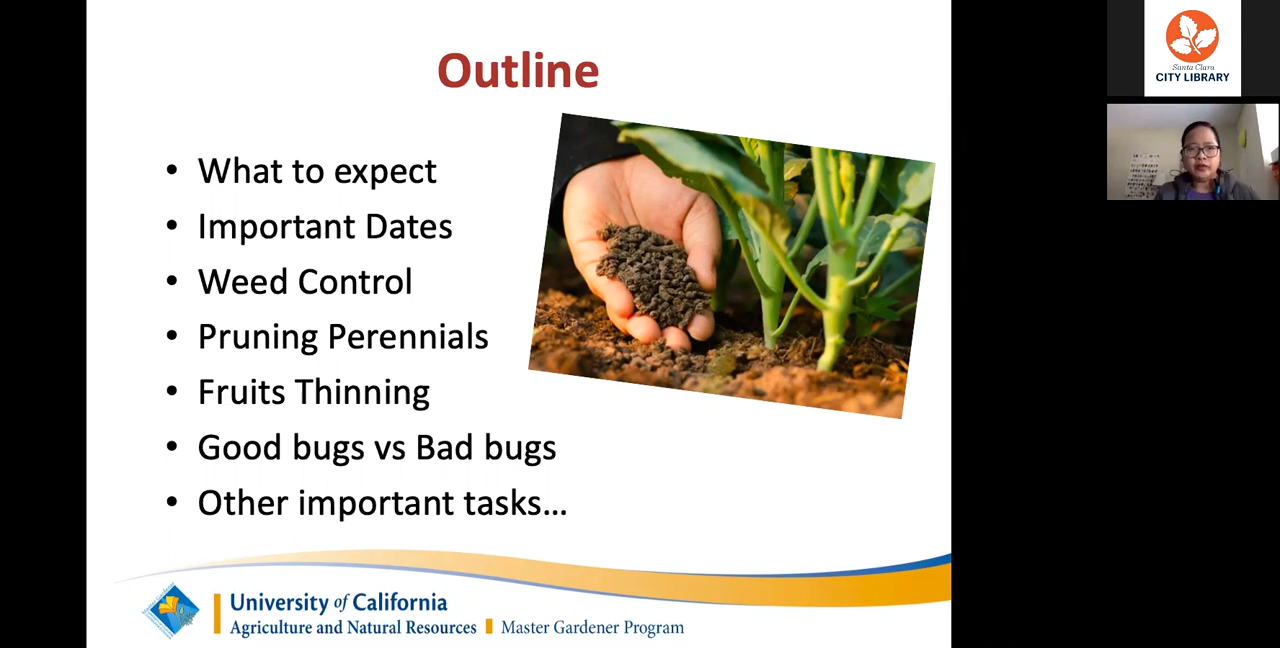 Outline
• What to expect
• Important Dates
• Weed Control
• Pruning Perennials
• Fruits Thinning
• Good bugs vs Bad bugs
• Other important tasks...
University of California
Agriculture and Natural Resources
Master Gardener Program
Santa Clara
CITY LIBRARY